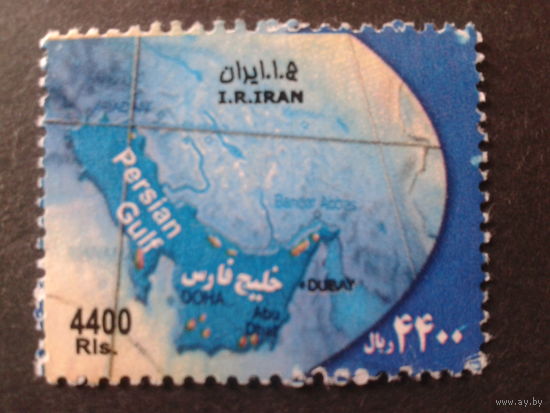 ج.ا.ایران
I.R.IRAN
Persian
Gulf
Bandar Abbas
خلیج فارس
DOHA
DUBAY
Abu
Dhabi
4400
Rls.
۴۴۰۰ ریال
www.ay.by